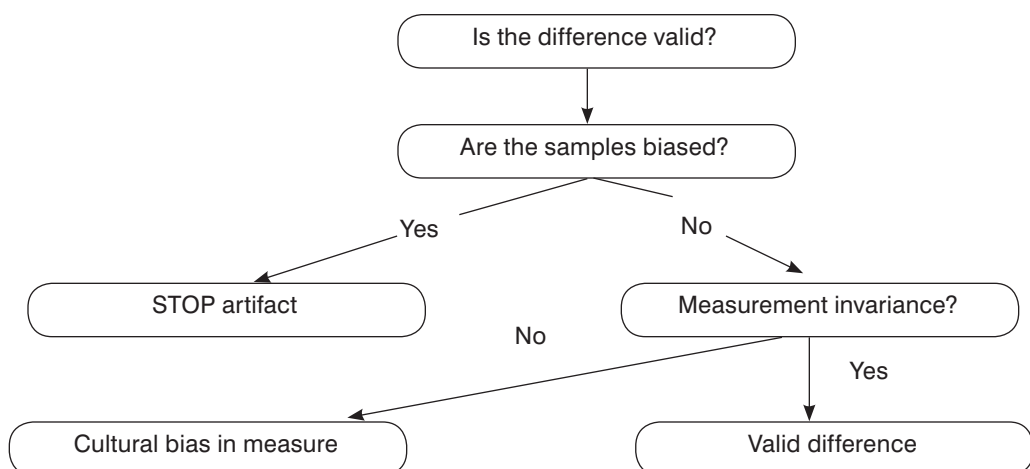 Is the difference valid?
Are the samples biased?
Yes
No
STOP artifact
Measurement invariance?
No
Yes
Cultural bias in measure
Valid difference